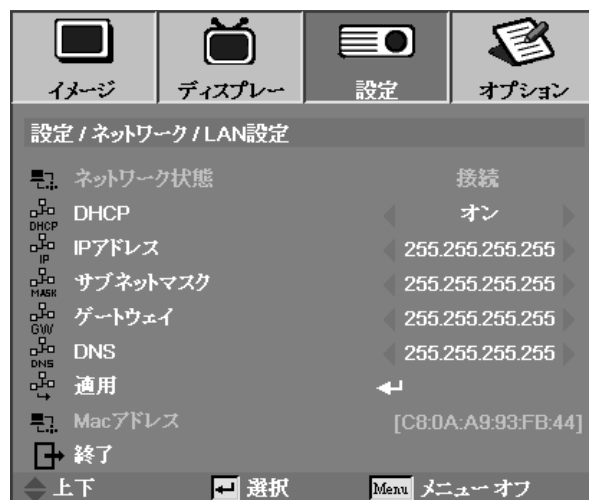 イメージ ディスプレー 設定 オプション
設定 / ネットワーク / LAN設定
ネットワーク状態 接続
DHCP DHCP オン
IP IPアドレス 255.255.255.255
MASK サブネットマスク 255.255.255.255
GW ゲートウェイ 255.255.255.255
DNS DNS 255.255.255.255
適用
Macアドレス [C8:0A:A9:93:FB:44]
終了
上下 選択 Menu メニュー オフ